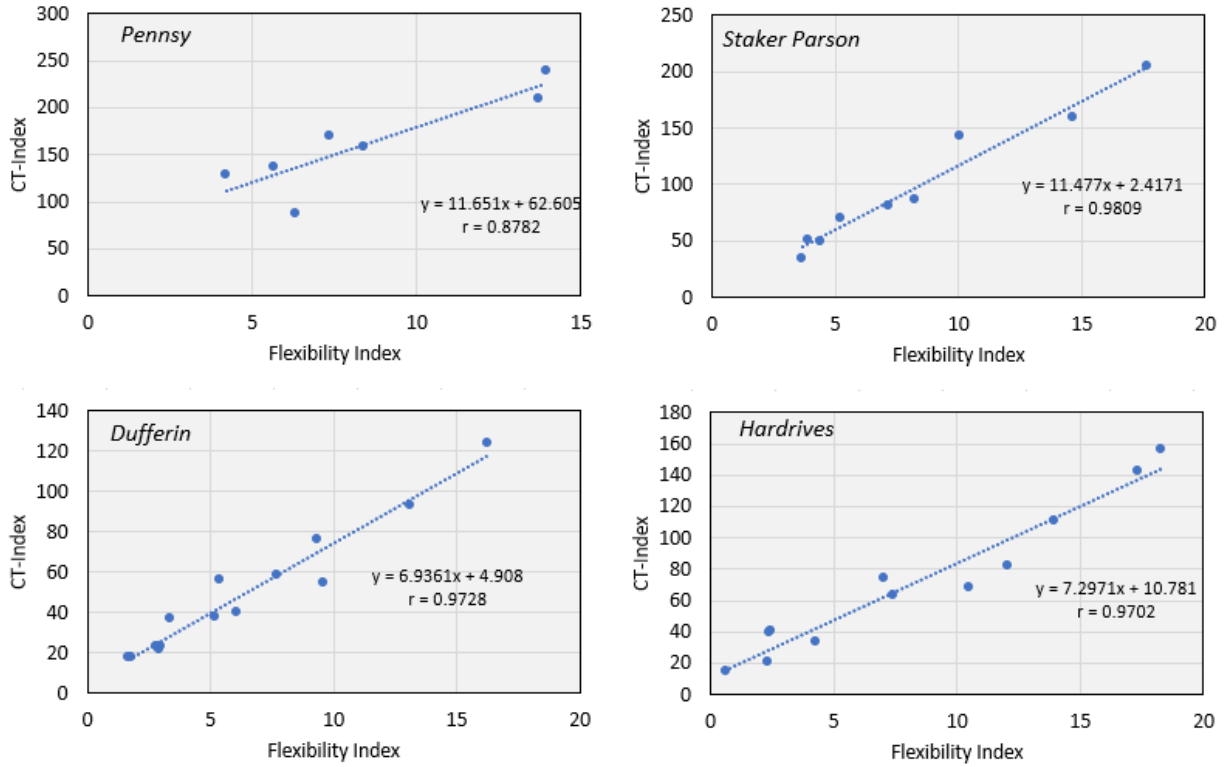 Pennsy
300
250
200
150
100
50
0
CT-Index
y = 11.651x + 62.605
r = 0.8782
0 5 10 15
Flexibility Index
Staker Parson
250
200
150
100
50
0
CT-Index
y = 11.477x + 2.4171
r = 0.9809
0 5 10 15 20
Flexibility Index
Dufferin
140
120
100
80
60
40
20
0
CT-Index
y = 6.9361x + 4.908
r = 0.9728
0 5 10 15 20
Flexibility Index
Hardrives
180
160
140
120
100
80
60
40
20
0
CT-Index
y = 7.2971x + 10.781
r = 0.9702
0 5 10 15 20
Flexibility Index